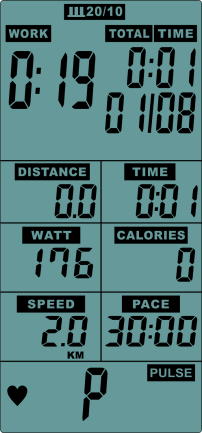 20/10
WORK TOTAL TIME
0:19 0:01
01/08
DISTANCE TIME
0.0 0:01
WATT CALORIES
176 0
SPEED PACE
2.0 30:00
KM
PULSE
P